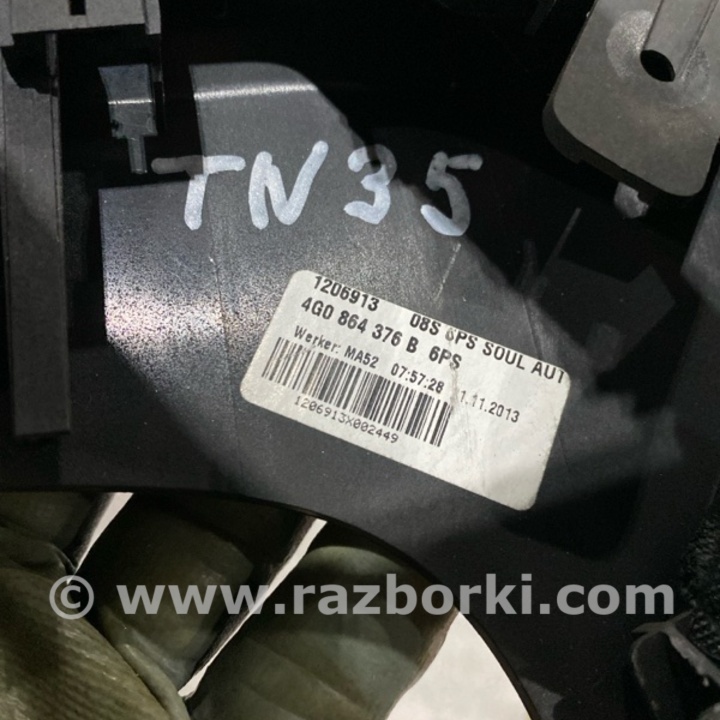 TN35
1206913 08S 6PS SOUL AUT
4G0 864 376 B 6PS
Werker: MA52 07:57:28 1.11.2013
1206913X002449
© www.razborki.com